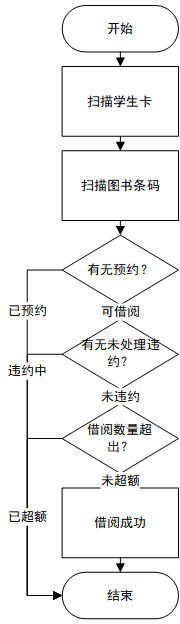 开始
扫描学生卡
扫描图书条码
有无预约？
已预约
可借阅
有无未处理违
约？
违约中
未违约
借阅数量超
出？
未超额
已超额
借阅成功
结束